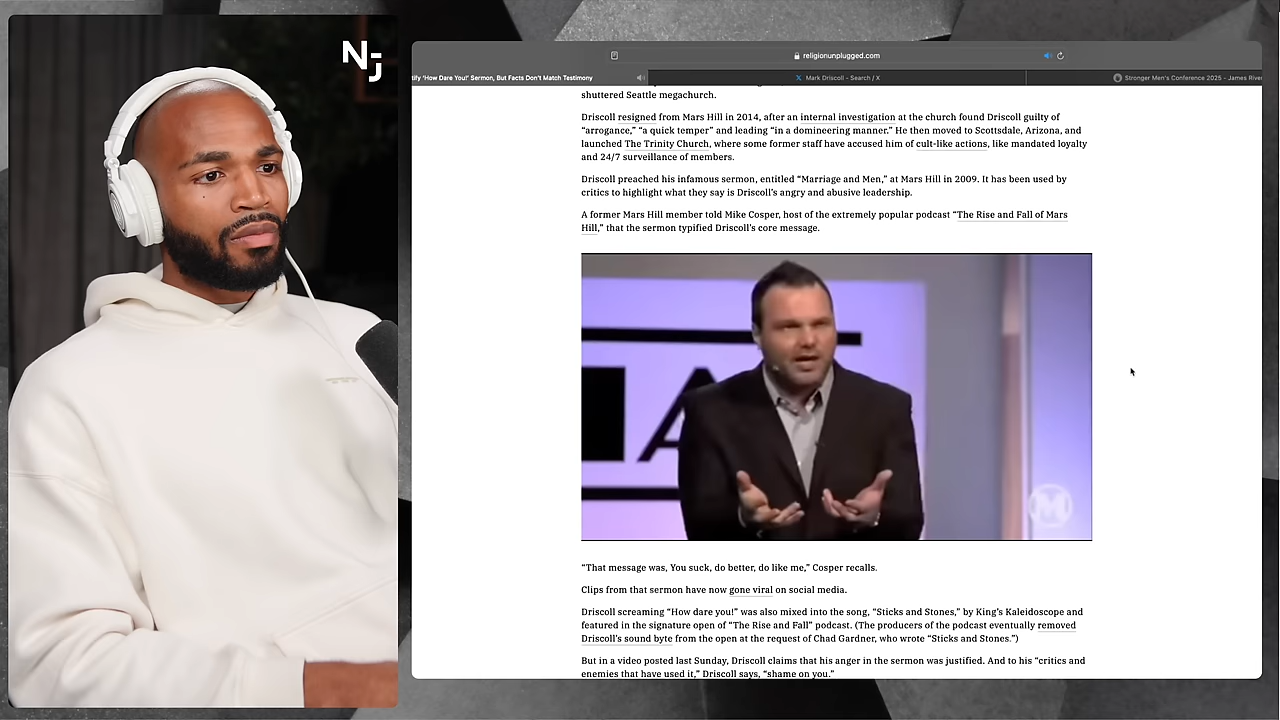 NJ
religionunplugged.com
tify 'How Dare You!' Sermon, But Facts Don't Match Testimony
Mark Driscoll - Search / X
Stronger Men's Conference 2025 - James River
shuttered Seattle megachurch.
Driscoll resigned from Mars Hill in 2014, after an internal investigation at the church found Driscoll guilty of
“arrogance,” “a quick temper” and leading “in a domineering manner.” He then moved to Scottsdale, Arizona, and
launched The Trinity Church, where some former staff have accused him of cult-like actions, like mandated loyalty
and 24/7 surveillance of members.
Driscoll preached his infamous sermon, entitled “Marriage and Men,” at Mars Hill in 2009. It has been used by
critics to highlight what they say is Driscoll’s angry and abusive leadership.
A former Mars Hill member told Mike Cosper, host of the extremely popular podcast “The Rise and Fall of Mars
Hill,” that the sermon typified Driscoll’s core message.
M
“That message was, You suck, do better, do like me,” Cosper recalls.
Clips from that sermon have now gone viral on social media.
Driscoll screaming “How dare you!” was also mixed into the song, “Sticks and Stones,” by King’s Kaleidoscope and
featured in the signature open of “The Rise and Fall” podcast. (The producers of the podcast eventually removed
Driscoll’s sound byte from the open at the request of Chad Gardner, who wrote “Sticks and Stones.”)
But in a video posted last Sunday, Driscoll claims that his anger in the sermon was justified. And to his “critics and
enemies that have used it,” Driscoll says, “shame on you.”